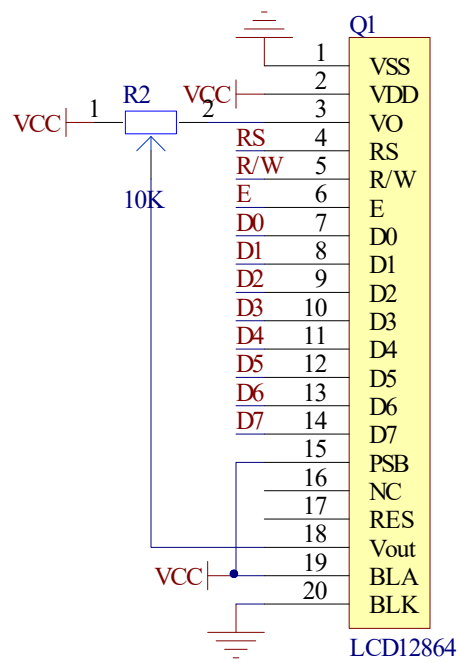 Q1
1 VSS
VCC 2 VDD
VCC 1 R2 2 3 VO
RS 4 RS
R/W 5 R/W
10K
E 6 E
D0 7 D0
D1 8 D1
D2 9 D2
D3 10 D3
D4 11 D4
D5 12 D5
D6 13 D6
D7 14 D7
15 PSB
16 NC
17 RES
18 Vout
VCC 19 BLA
20 BLK
LCD12864